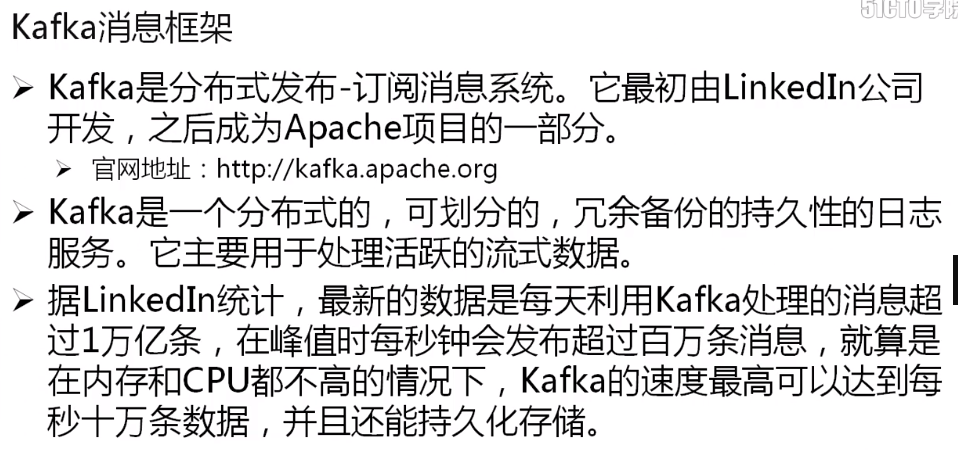 51CTO学院
Kafka消息框架
➢ Kafka是分布式发布-订阅消息系统。它最初由LinkedIn公司
开发，之后成为Apache项目的一部分。
➢ 官网地址：http://kafka.apache.org
➢ Kafka是一个分布式的，可划分的，冗余备份的持久性的日志
服务。它主要用于处理活跃的流式数据。
➢ 据LinkedIn统计，最新的数据是每天利用Kafka处理的消息超
过1万亿条，在峰值时每秒钟会发布超过百万条消息，就算是
在内存和CPU都不高的情况下，Kafka的速度最高可以达到每
秒十万条数据，并且还能持久化存储。